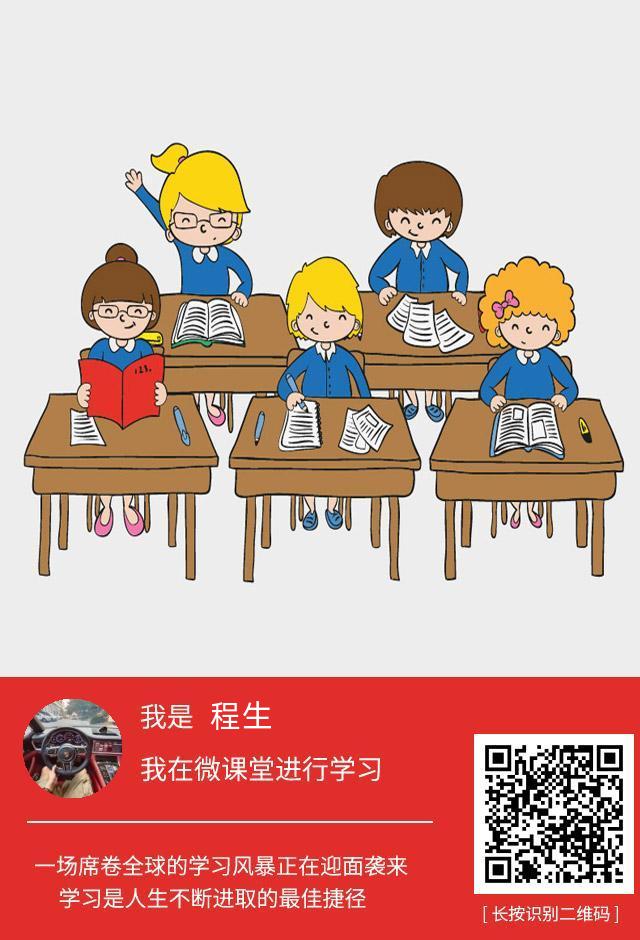 123,
我是 程生
我在微课堂进行学习
一场席卷全球的学习风暴正在迎面袭来
学习是人生不断进取的最佳捷径
[ 长按识别二维码 ]